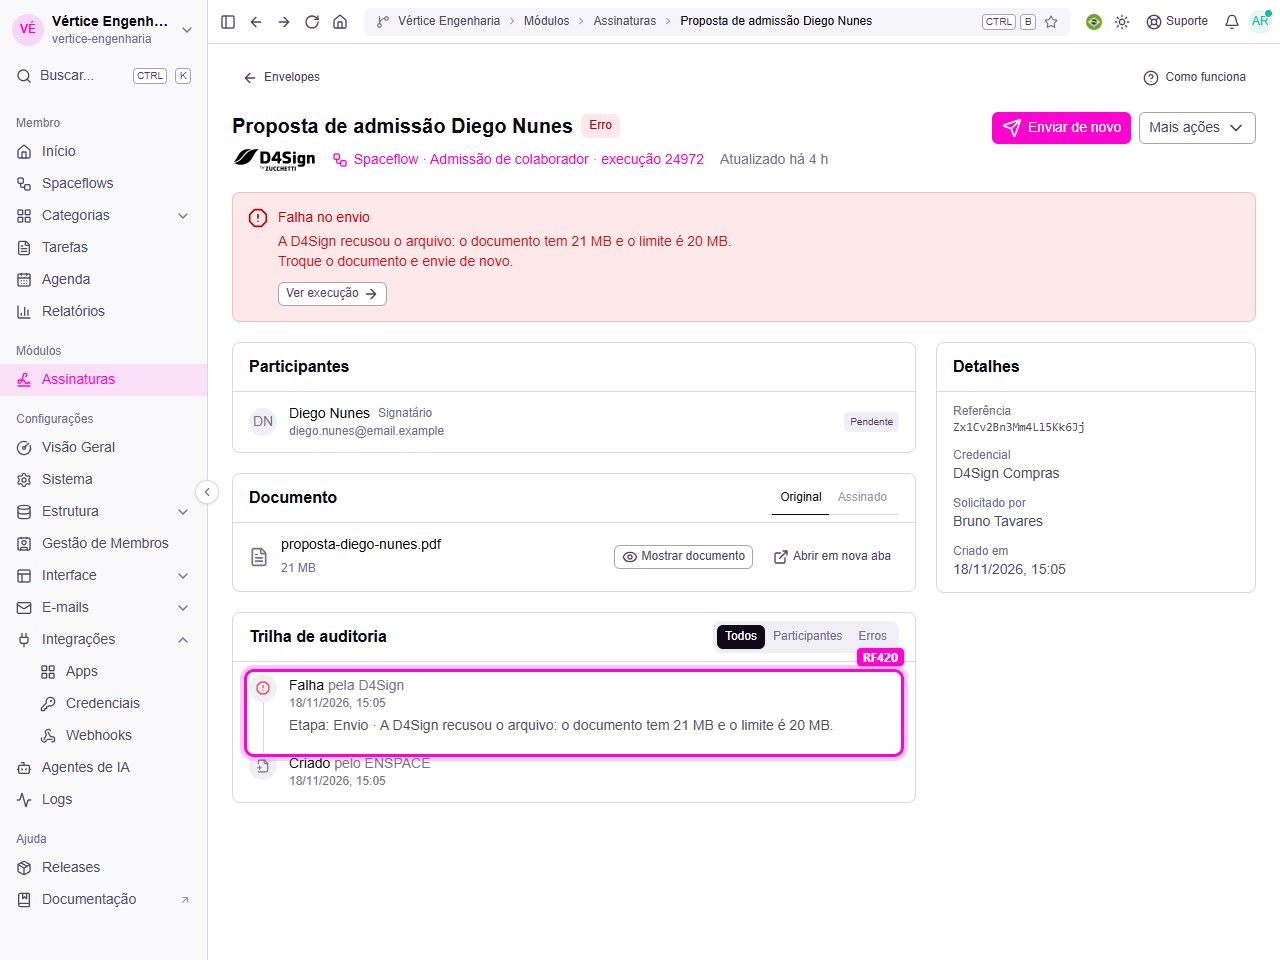 VÉ
Vértice Engenh...
vertice-engenharia
Buscar...
CTRL K
Membro
Início
Spaceflows
Categorias
Tarefas
Agenda
Relatórios
Módulos
Assinaturas
Configurações
Visão Geral
Sistema
Estrutura
Gestão de Membros
Interface
E-mails
Integrações
Apps
Credenciais
Webhooks
Agentes de IA
Logs
Ajuda
Releases
Documentação
Vértice Engenharia
Módulos
Assinaturas
Proposta de admissão Diego Nunes
CTRL B
Suporte
AR
Envelopes
Como funciona
Proposta de admissão Diego Nunes
Erro
Enviar de novo
Mais ações
D4Sign
by ZUCCHETTI
Spaceflow · Admissão de colaborador · execução 24972
Atualizado há 4 h
Falha no envio
A D4Sign recusou o arquivo: o documento tem 21 MB e o limite é 20 MB.
Troque o documento e envie de novo.
Ver execução
Participantes
DN
Diego Nunes Signatário
diego.nunes@email.example
Pendente
Documento
Original
Assinado
proposta-diego-nunes.pdf
21 MB
Mostrar documento
Abrir em nova aba
Trilha de auditoria
Todos
Participantes
Erros
RF420
Falha pela D4Sign
18/11/2026, 15:05
Etapa: Envio · A D4Sign recusou o arquivo: o documento tem 21 MB e o limite é 20 MB.
Criado pelo ENSPACE
18/11/2026, 15:05
Detalhes
Referência
Zx1Cv2Bn3Mm4Ll5Kk6Jj
Credencial
D4Sign Compras
Solicitado por
Bruno Tavares
Criado em
18/11/2026, 15:05